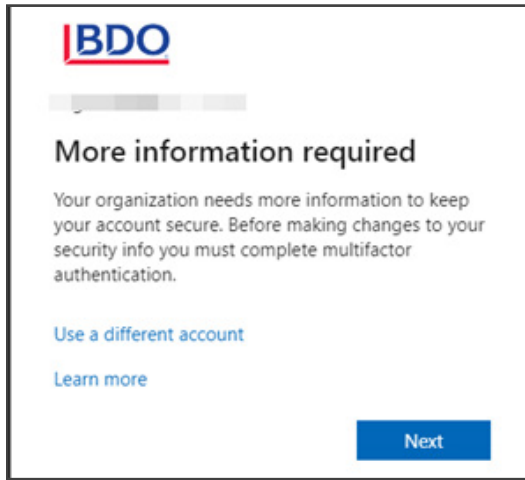 BDO
More information required
Your organization needs more information to keep
your account secure. Before making changes to your
security info you must complete multifactor
authentication.
Use a different account
Learn more
Next